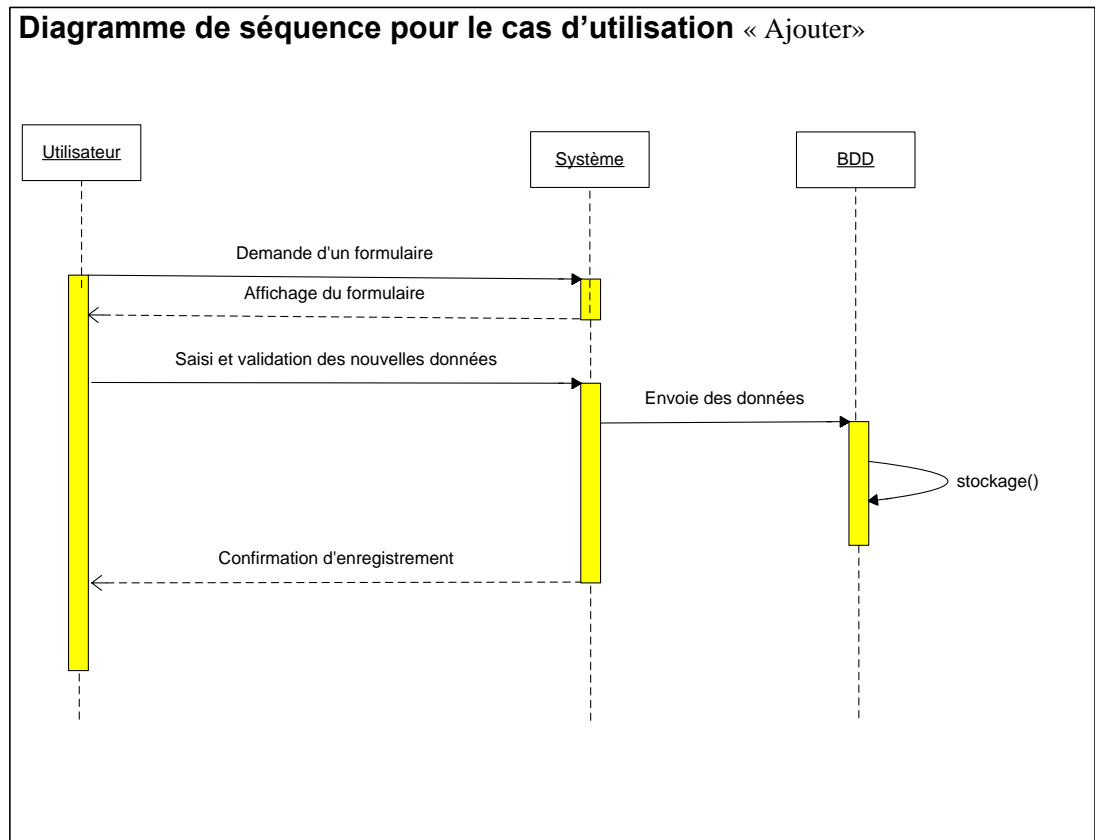 Diagramme de séquence pour le cas d'utilisation « Ajouter»
Utilisateur
Système
BDD
Demande d'un formulaire
Affichage du formulaire
Saisi et validation des nouvelles données
Envoie des données
stockage()
Confirmation d'enregistrement